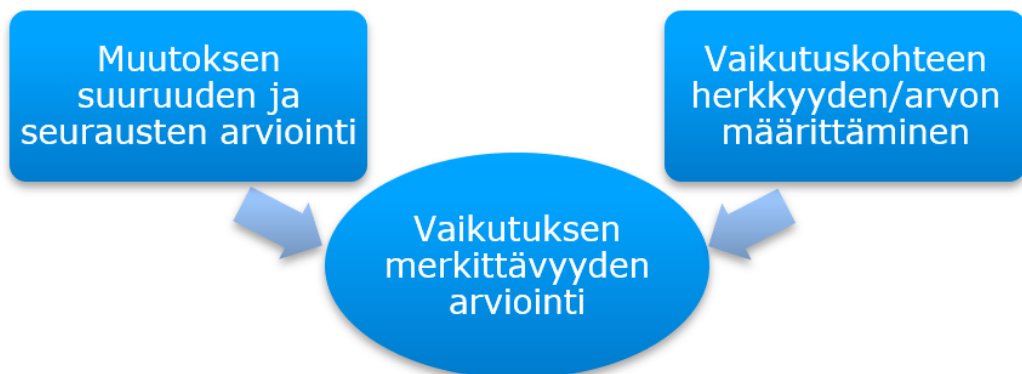 Muutoksen
suuruuden ja
seurausten arviointi
Vaikutuskohteen
herkkyyden/arvon
määrittäminen
Vaikutuksen
merkittävyyden
arviointi